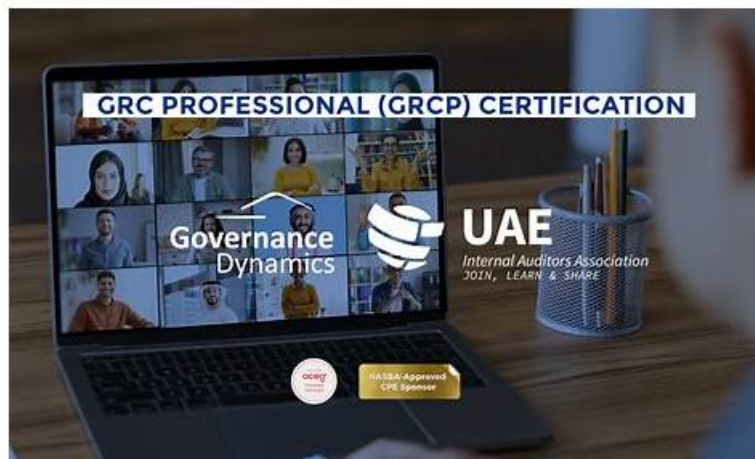 GRC PROFESSIONAL (GRCP) CERTIFICATION
Governance
Dynamics
UAE
Internal Auditors Association
JOIN, LEARN & SHARE
oceg
NASBA-Approved
CPE Sponsor